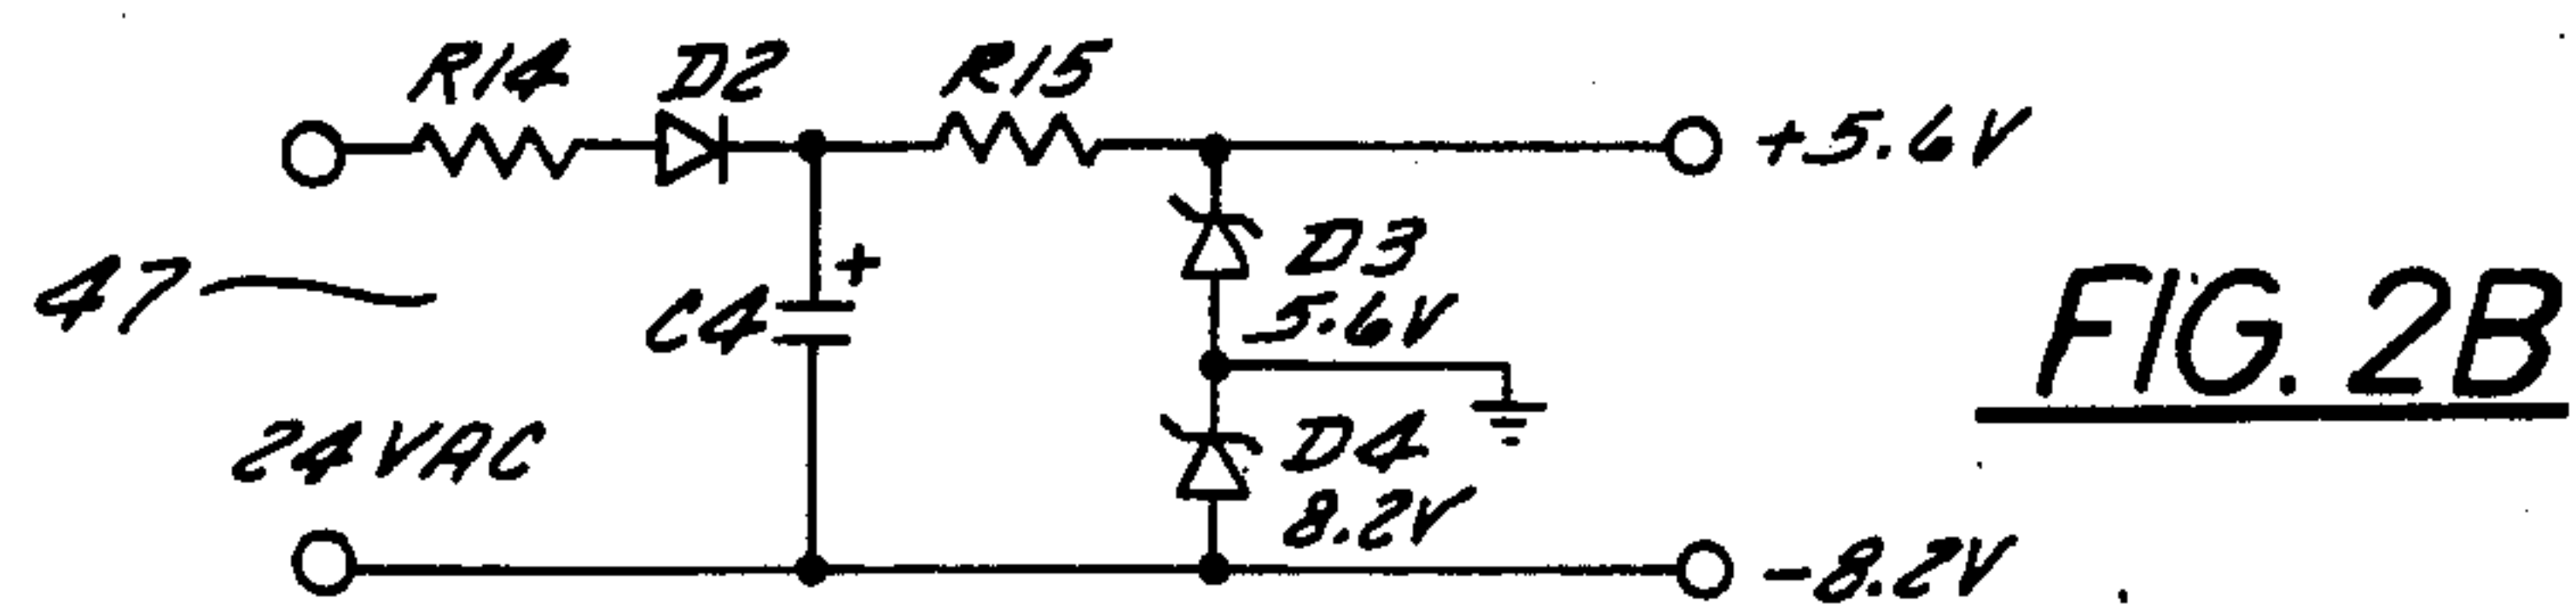 R14 D2 R15
+5.6V
+
D3
5.6V
47
C4
24VAC
D4
8.2V
-8.2V
FIG. 2B